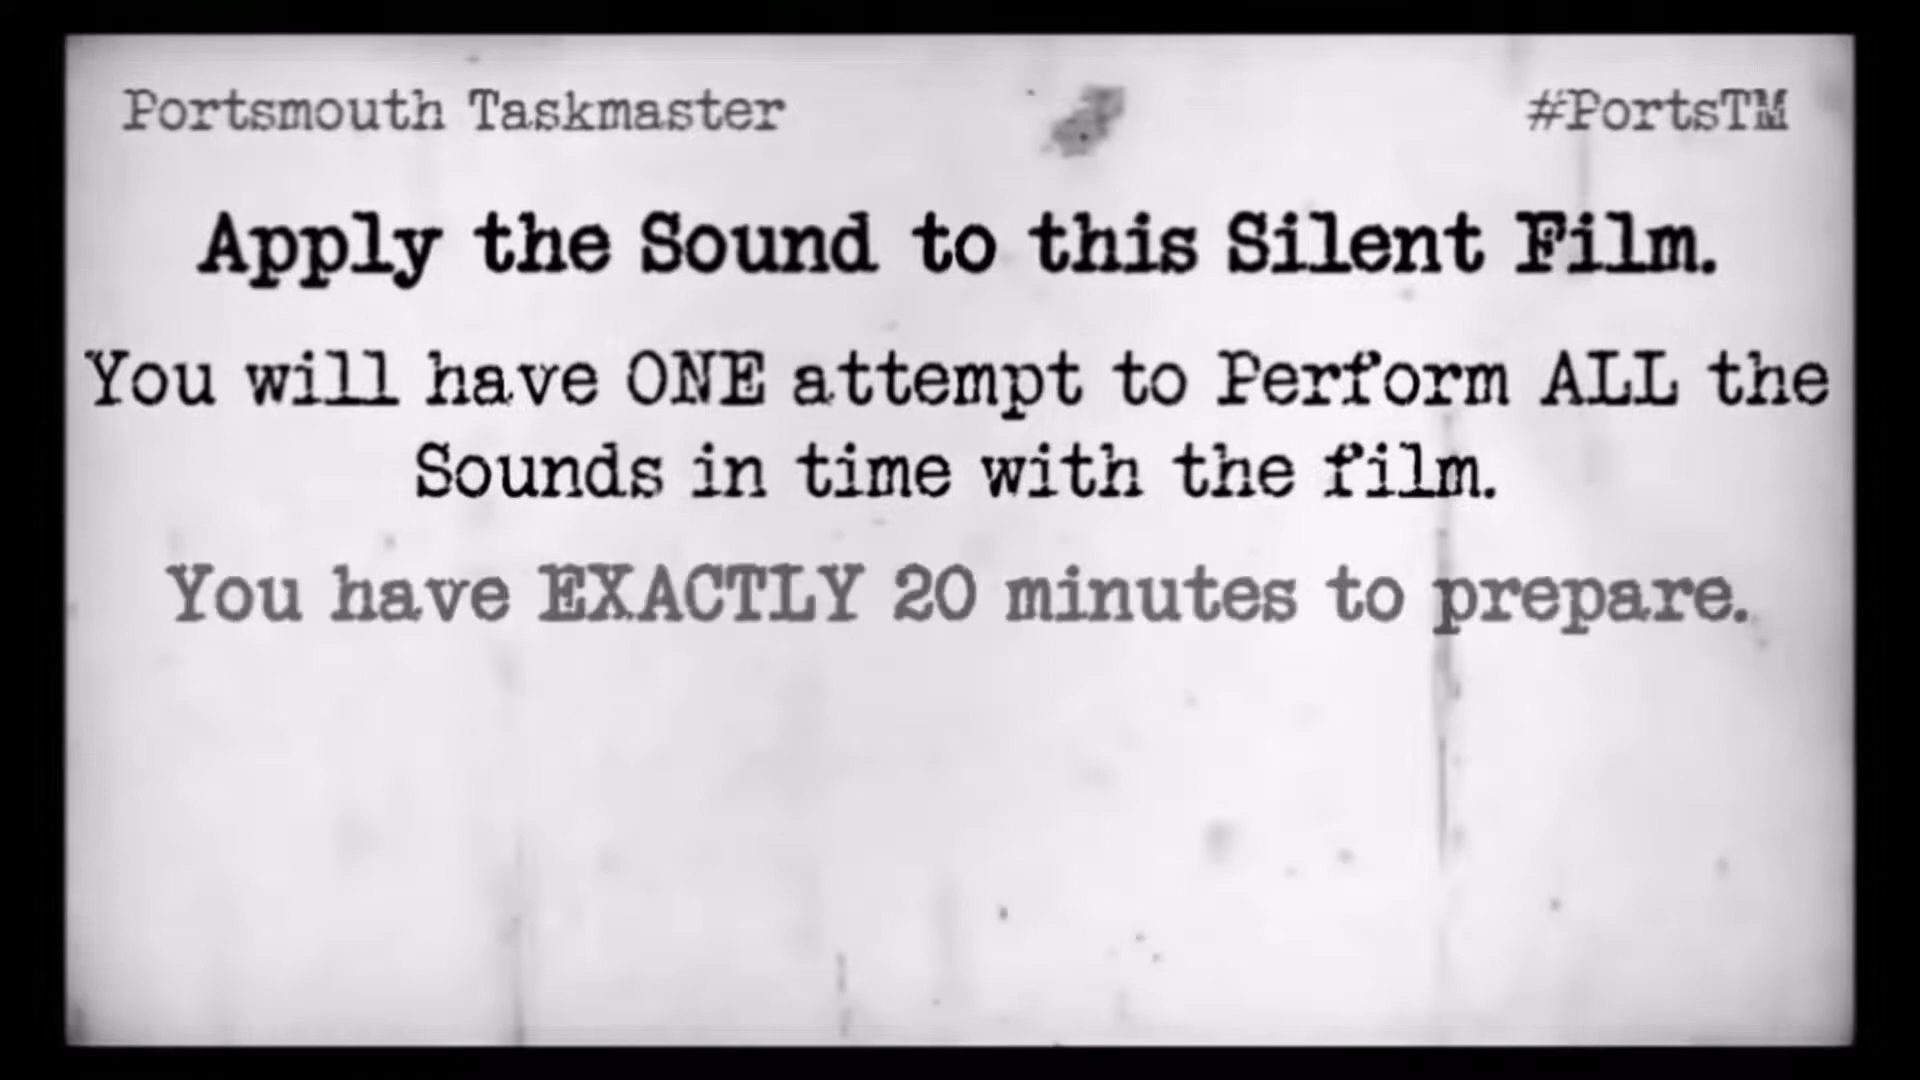 Portsmouth Taskmaster #PortsTM
Apply the Sound to this Silent Film.
You will have ONE attempt to Perform ALL the
Sounds in time with the film.
You have EXACTLY 20 minutes to prepare.